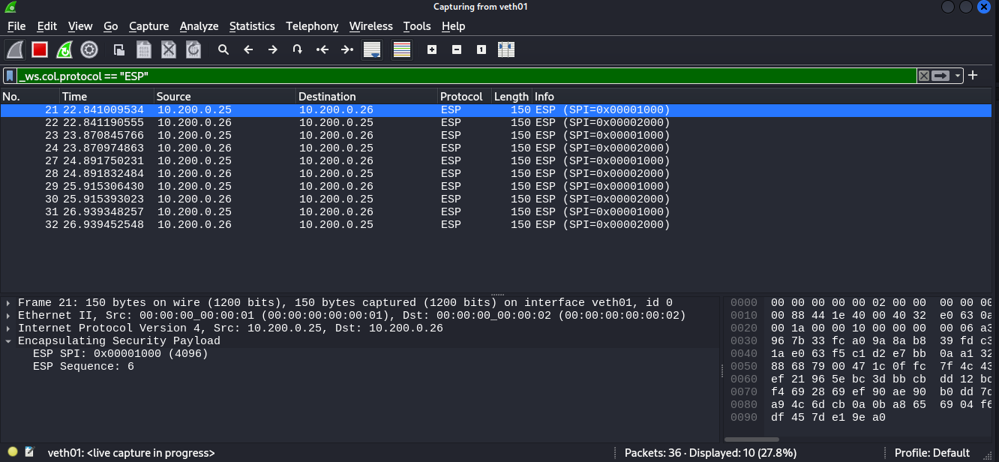 Capturing from veth01
File Edit View Go Capture Analyze Statistics Telephony Wireless Tools Help
_ws.col.protocol == "ESP"
No. Time Source Destination Protocol Length Info
21 22.841009534 10.200.0.25 10.200.0.26 ESP 150 ESP (SPI=0x00001000)
22 22.841190555 10.200.0.26 10.200.0.25 ESP 150 ESP (SPI=0x00002000)
23 23.870845766 10.200.0.25 10.200.0.26 ESP 150 ESP (SPI=0x00001000)
24 23.870974863 10.200.0.26 10.200.0.25 ESP 150 ESP (SPI=0x00002000)
27 24.891750231 10.200.0.25 10.200.0.26 ESP 150 ESP (SPI=0x00001000)
28 24.891832484 10.200.0.26 10.200.0.25 ESP 150 ESP (SPI=0x00002000)
29 25.915306430 10.200.0.25 10.200.0.26 ESP 150 ESP (SPI=0x00001000)
30 25.915393023 10.200.0.26 10.200.0.25 ESP 150 ESP (SPI=0x00002000)
31 26.939348257 10.200.0.25 10.200.0.26 ESP 150 ESP (SPI=0x00001000)
32 26.939452548 10.200.0.26 10.200.0.25 ESP 150 ESP (SPI=0x00002000)
Frame 21: 150 bytes on wire (1200 bits), 150 bytes captured (1200 bits) on interface veth01, id 0
Ethernet II, Src: 00:00:00_00:00:01 (00:00:00:00:00:01), Dst: 00:00:00_00:00:02 (00:00:00:00:00:02)
Internet Protocol Version 4, Src: 10.200.0.25, Dst: 10.200.0.26
Encapsulating Security Payload
ESP SPI: 0x00001000 (4096)
ESP Sequence: 6
0000 00 00 00 00 00 02 00 00 00 00 00
0010 00 88 44 1e 40 00 40 32 e0 63 0a
0020 00 1a 00 00 10 00 00 00 00 06 a3
0030 96 7b 33 fc a0 9a 8a b8 39 fd c3
0040 1a e0 63 f5 c1 d2 e7 bb 0a a1 32
0050 88 68 79 00 47 1c 0f fc 7f 4c 43
0060 ef 21 96 5e bc 3d bb cb dd 12 bc
0070 f4 69 28 69 ef 90 ae 90 b0 dd 7d
0080 a9 4c 6d cb 0a 0b a8 65 69 04 f6
0090 df 45 7d e1 9e a0
veth01: <live capture in progress>
Packets: 36 · Displayed: 10 (27.8%)
Profile: Default